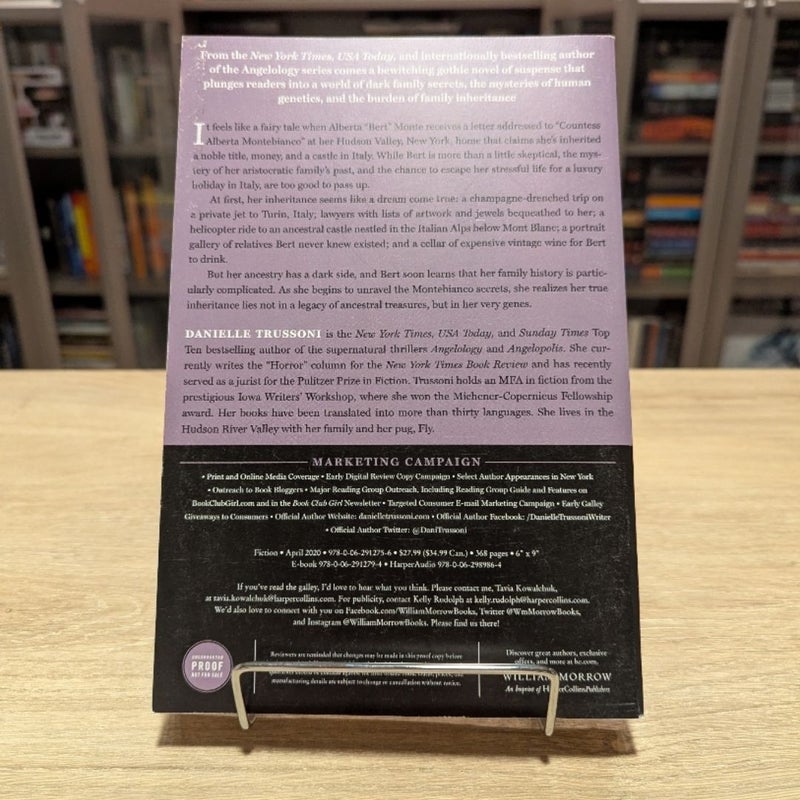 From the New York Times, USA Today, and internationally bestselling author
of the Angelology series comes a bewitching gothic novel of suspense that
plunges readers into a world of dark family secrets, the mysteries of human
genetics, and the burden of family inheritance
It feels like a fairy tale when Alberta "Bert" Monte receives a letter addressed to "Countess
Alberta Montebianco" at her Hudson Valley, New York, home that claims she's inherited
a noble title, money, and a castle in Italy. While Bert is more than a little skeptical, the mys-
tery of her aristocratic family's past, and the chance to escape her stressful life for a luxury
holiday in Italy, are too good to pass up.
At first, her inheritance seems like a dream come true: a champagne-drenched trip on
a private jet to Turin, Italy; lawyers with lists of artwork and jewels bequeathed to her; a
helicopter ride to an ancestral castle nestled in the Italian Alps below Mont Blanc; a portrait
gallery of relatives Bert never knew existed; and a cellar of expensive vintage wine for Bert
to drink.
But her ancestry has a dark side, and Bert soon learns that her family history is partic-
ularly complicated. As she begins to unravel the Montebianco secrets, she realizes her true
inheritance lies not in a legacy of ancestral treasures, but in her very genes.
DANIELLE TRUSSONI is the New York Times, USA Today, and Sunday Times Top
Ten bestselling author of the supernatural thrillers Angelology and Angelopolis. She cur-
rently writes the "Horror" column for the New York Times Book Review and has recently
served as a jurist for the Pulitzer Prize in Fiction. Trussoni holds an MFA in fiction from the
prestigious Iowa Writers' Workshop, where she won the Michener-Copernicus Fellowship
award. Her books have been translated into more than thirty languages. She lives in the
Hudson River Valley with her family and her pug, Fly.
MARKETING CAMPAIGN
• Print and Online Media Coverage • Early Digital Review Copy Campaign • Select Author Appearances in New York
• Outreach to Book Bloggers • Major Reading Group Outreach, Including Reading Group Guide and Features on
BookClubGirl.com and in the Book Club Girl Newsletter • Targeted Consumer E-mail Marketing Campaign • Early Galley
Giveaways to Consumers • Official Author Website: danielletrussoni.com • Official Author Facebook: /DanielleTrussoniWriter
• Official Author Twitter: @DaniTrussoni
Fiction • April 2020 • 978-0-06-291275-6 • $27.99 ($34.99 Can.) • 368 pages • 6" x 9"
E-book 978-0-06-291279-4 • HarperAudio 978-0-06-298986-4
If you've read the galley, I'd love to hear what you think. Please contact me, Tavia Kowalchuk,
at tavia.kowalchuk@harpercollins.com. For publicity, contact Kelly Rudolph at kelly.rudolph@harpercollins.com.
We'd also love to connect with you on Facebook.com/WilliamMorrowBooks, Twitter @WmMorrowBooks,
and Instagram @WilliamMorrowBooks. Please find us there!
UNCORRECTED
PROOF
NOT FOR SALE
Reviewers are reminded that changes may be made in this proof copy before
manufacturing details are subject to change or cancellation without notice.
Discover great authors, exclusive
offers, and more at hc.com.
WILLIAM MORROW
An Imprint of HarperCollinsPublishers